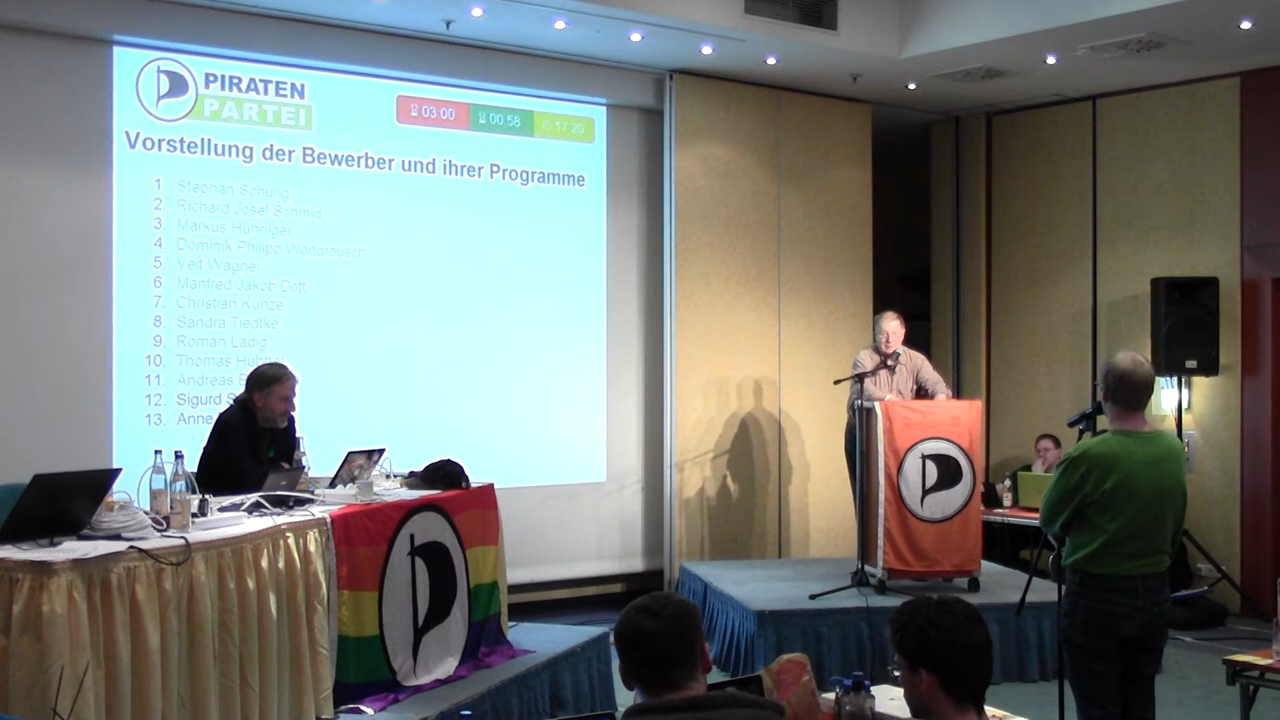 PIRATEN
PARTEI
03:00 00:58 17:20
Vorstellung der Bewerber und ihrer Programme
1. Stephan Schurig
2. Richard Josef Schmid
3. Markus Hünniger
4. Dominik Philipp Wondrousch
5. Veit Wagner
6. Manfred Jakob Dott
7. Christian Kunze
8. Sandra Tiedtke
9. Roman Ladig
10. Thomas
11. Andreas
12. Sigurd
13. Anne